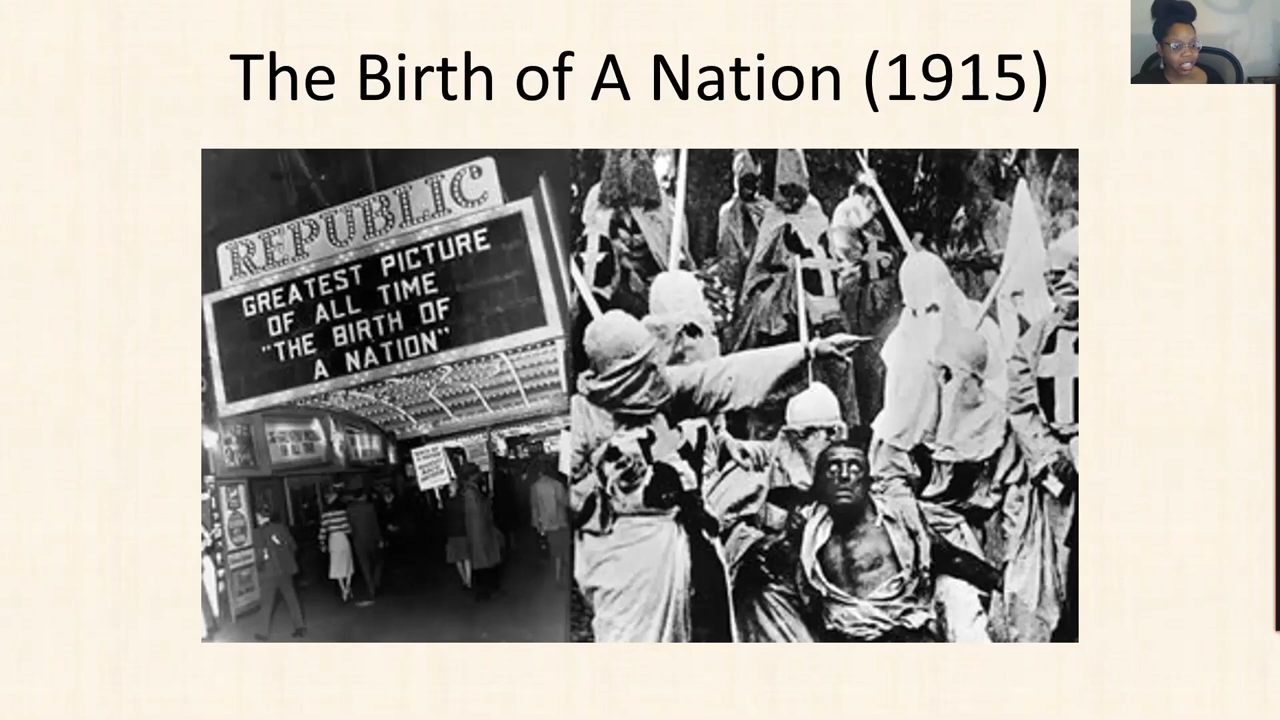 The Birth of A Nation (1915)
REPUBLIC
GREATEST PICTURE
OF ALL TIME
"THE BIRTH OF
A NATION"